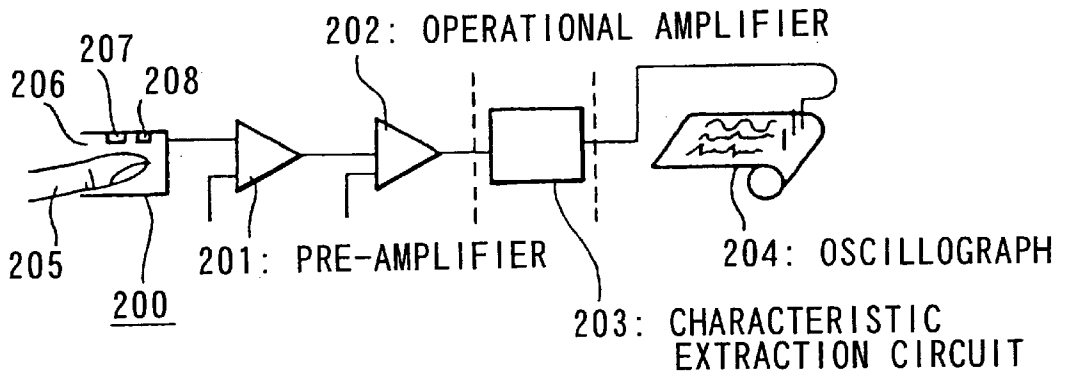 202: OPERATIONAL AMPLIFIER
207
208
206
205
200
201: PRE-AMPLIFIER
204: OSCILLOGRAPH
203: CHARACTERISTIC
EXTRACTION CIRCUIT